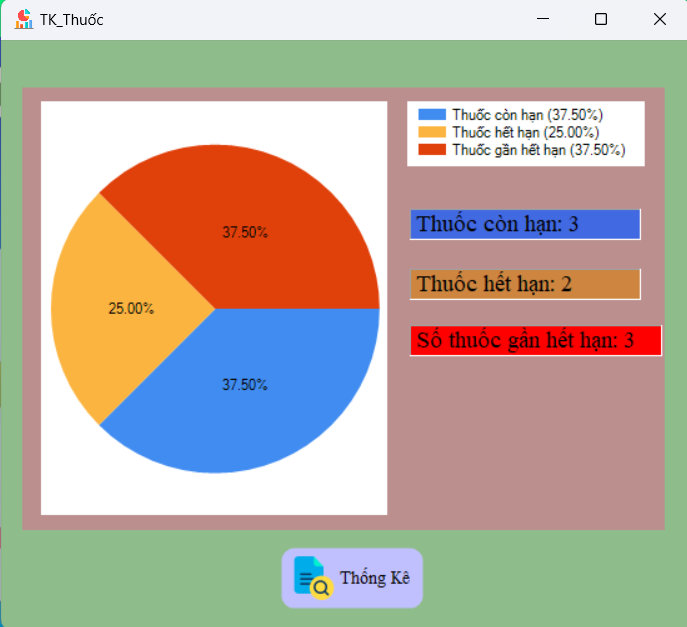 TK_Thuốc
Thuốc còn hạn (37.50%)
Thuốc hết hạn (25.00%)
Thuốc gần hết hạn (37.50%)
37.50%
25.00%
37.50%
Thuốc còn hạn: 3
Thuốc hết hạn: 2
Số thuốc gần hết hạn: 3
Thống Kê